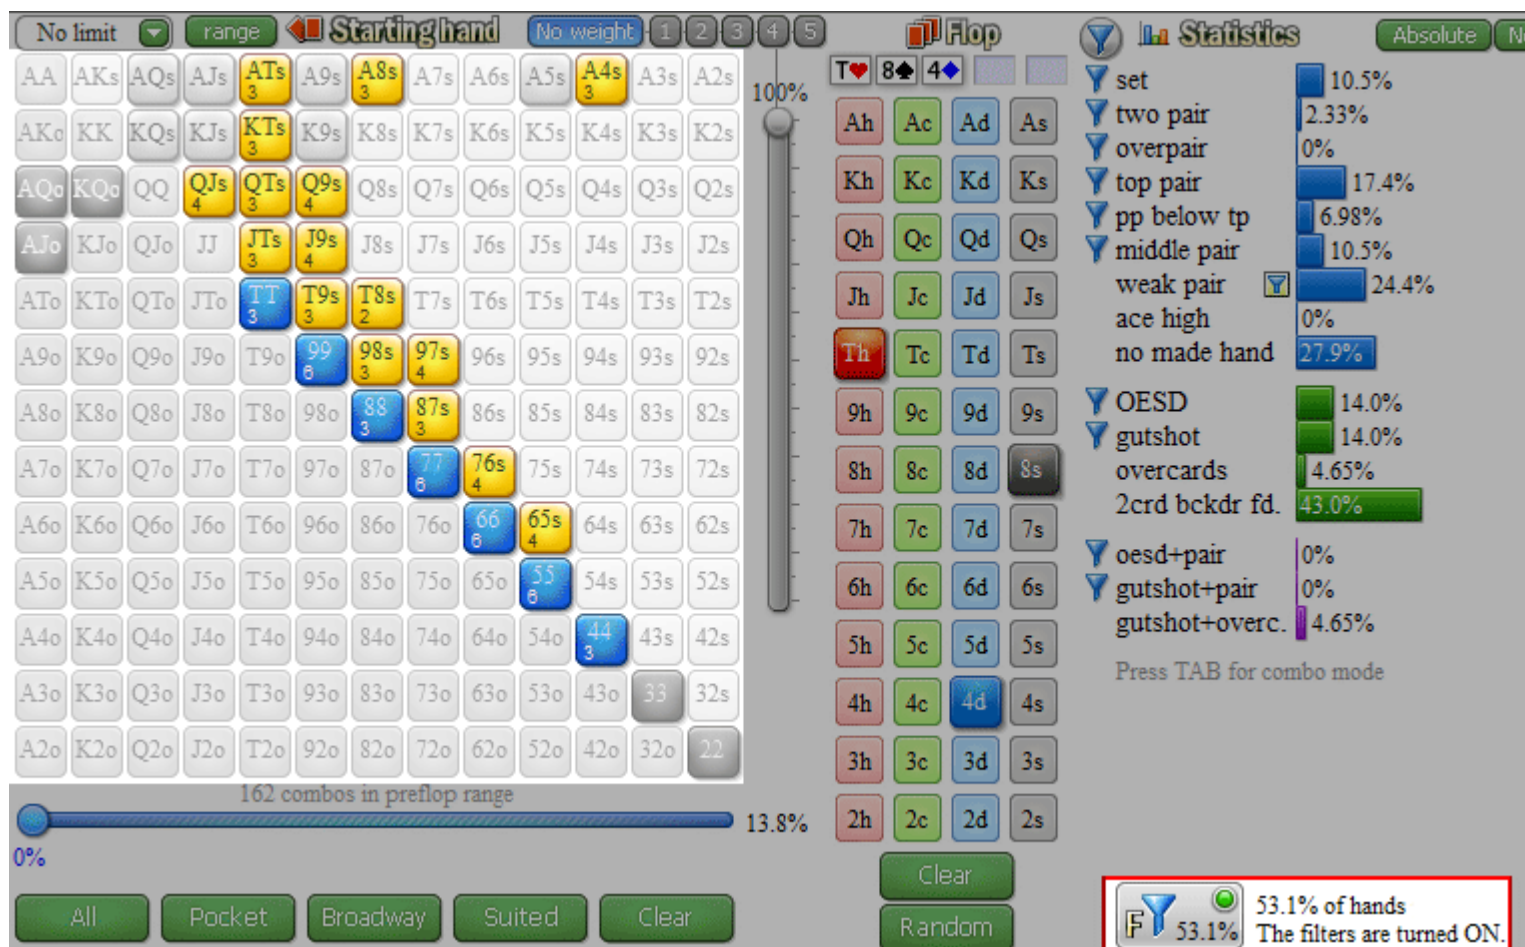 No limit range Starting hand No weight 1 2 3 4 5 Flop Statistics Absolute N
AA AKs AQs AJs ATs 3 A9s A8s 3 A7s A6s A5s A4s 3 A3s A2s
AKo KK KQs KJs KTs 3 K9s K8s K7s K6s K5s K4s K3s K2s
AQo KQo QQ QJs 4 QTs 3 Q9s 4 Q8s Q7s Q6s Q5s Q4s Q3s Q2s
AJo KJo QJo JJ JTs 3 J9s 4 J8s J7s J6s J5s J4s J3s J2s
ATo KTo QTo JTo TT 3 T9s 3 T8s 2 T7s T6s T5s T4s T3s T2s
A9o K9o Q9o J9o T9o 99 6 98s 3 97s 4 96s 95s 94s 93s 92s
A8o K8o Q8o J8o T8o 98o 88 3 87s 3 86s 85s 84s 83s 82s
A7o K7o Q7o J7o T7o 97o 87o 77 6 76s 4 75s 74s 73s 72s
A6o K6o Q6o J6o T6o 96o 86o 76o 66 6 65s 4 64s 63s 62s
A5o K5o Q5o J5o T5o 95o 85o 75o 65o 55 6 54s 53s 52s
A4o K4o Q4o J4o T4o 94o 84o 74o 64o 54o 44 3 43s 42s
A3o K3o Q3o J3o T3o 93o 83o 73o 63o 53o 43o 33 32s
A2o K2o Q2o J2o T2o 92o 82o 72o 62o 52o 42o 32o 22
100%
162 combos in preflop range
13.8%
0%
All Pocket Broadway Suited Clear
T♥ 8♠ 4♦
Ah Ac Ad As
Kh Kc Kd Ks
Qh Qc Qd Qs
Jh Jc Jd Js
Th Tc Td Ts
9h 9c 9d 9s
8h 8c 8d 8s
7h 7c 7d 7s
6h 6c 6d 6s
5h 5c 5d 5s
4h 4c 4d 4s
3h 3c 3d 3s
2h 2c 2d 2s
Clear
Random
set 10.5%
two pair 2.33%
overpair 0%
top pair 17.4%
pp below tp 6.98%
middle pair 10.5%
weak pair 24.4%
ace high 0%
no made hand 27.9%
OESD 14.0%
gutshot 14.0%
overcards 4.65%
2crd bckdr fd. 43.0%
oesd+pair 0%
gutshot+pair 0%
gutshot+overc. 4.65%
Press TAB for combo mode
F 53.1%
53.1% of hands
The filters are turned ON.